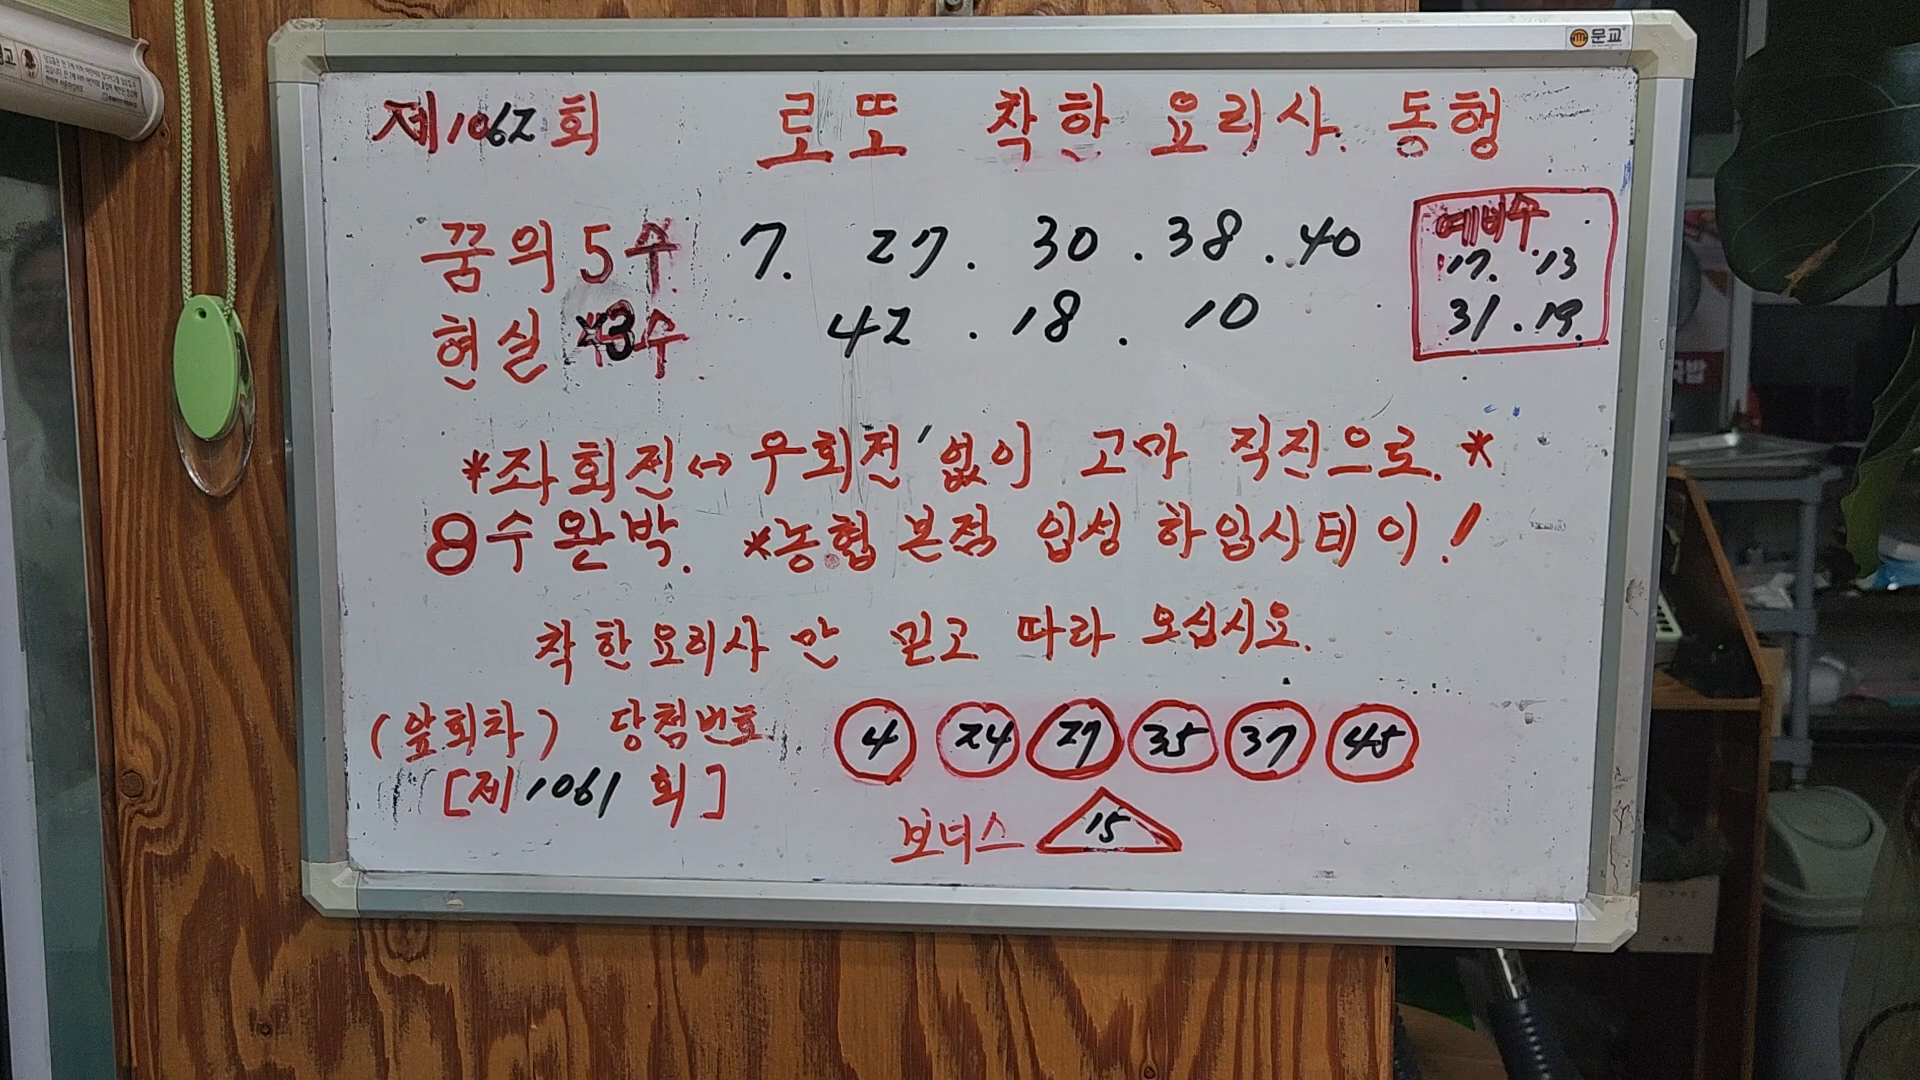 문교
제1062회 로또 착한 요리사. 동행
꿈의 5수 7. 27. 30. 38. 40
현실 3수 42. 18. 10
예비수
17. 13
31. 19.
*좌회전↔우회전 없이 고마 직진으로.*
8수완박. *농협 본점 입성 하입시데이!
착한요리사 만 믿고 따라 오십시요.
(앞회차) 당첨번호 4 24 27 35 37 45
[제1061회]
보너스 15